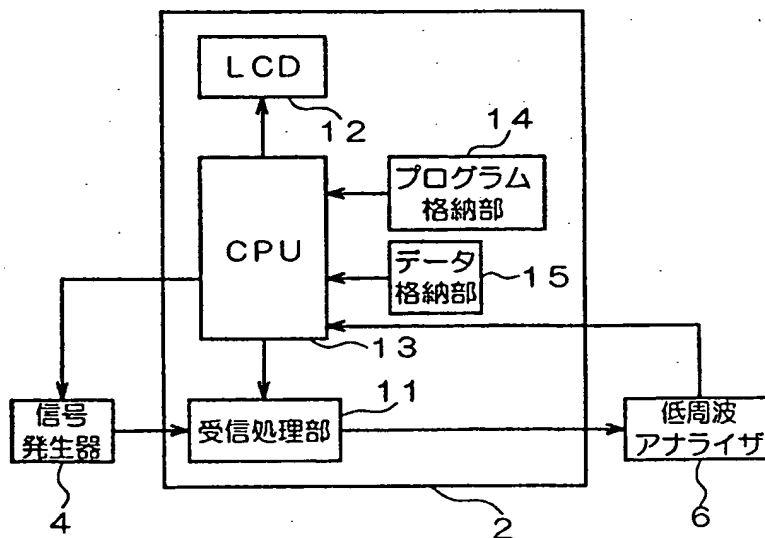 LCD
12
14
プログラム
格納部
CPU
データ
格納部
15
13
11
信号
発生器
受信処理部
低周波
アナライザ
4
2
6